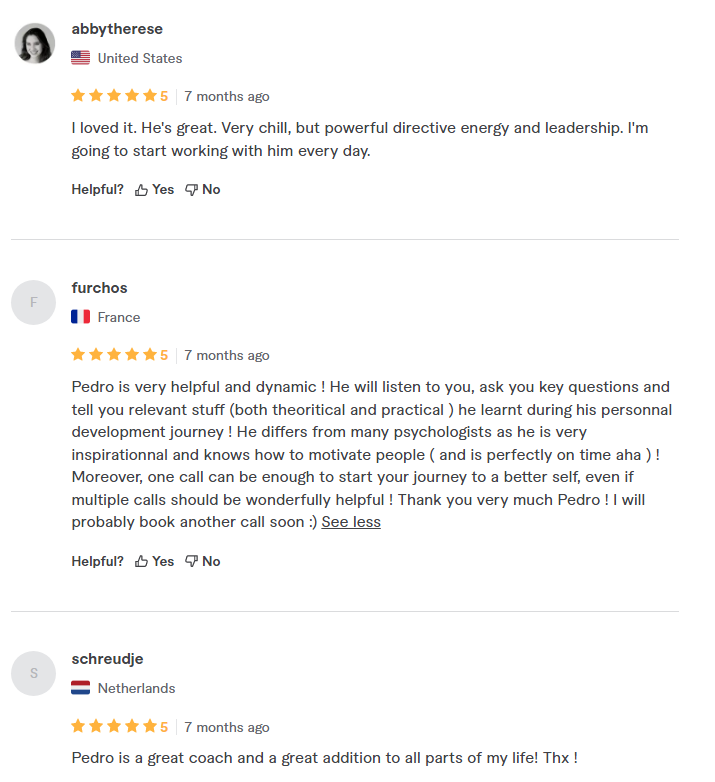 abbytherese
United States
5 7 months ago
I loved it. He's great. Very chill, but powerful directive energy and leadership. I'm
going to start working with him every day.
Helpful? Yes No
F
furchos
France
5 7 months ago
Pedro is very helpful and dynamic ! He will listen to you, ask you key questions and
tell you relevant stuff (both theoritical and practical ) he learnt during his personnal
development journey ! He differs from many psychologists as he is very
inspirationnal and knows how to motivate people ( and is perfectly on time aha ) !
Moreover, one call can be enough to start your journey to a better self, even if
multiple calls should be wonderfully helpful ! Thank you very much Pedro ! I will
probably book another call soon :) See less
Helpful? Yes No
S
schreudje
Netherlands
5 7 months ago
Pedro is a great coach and a great addition to all parts of my life! Thx !